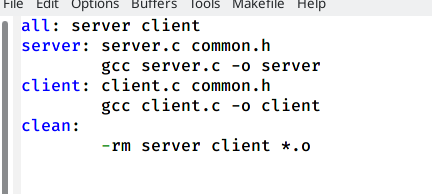 File Edit Options Buffers Tools Makefile Help
all: server client
server: server.c common.h
        gcc server.c -o server
client: client.c common.h
        gcc client.c -o client
clean:
        -rm server client *.o